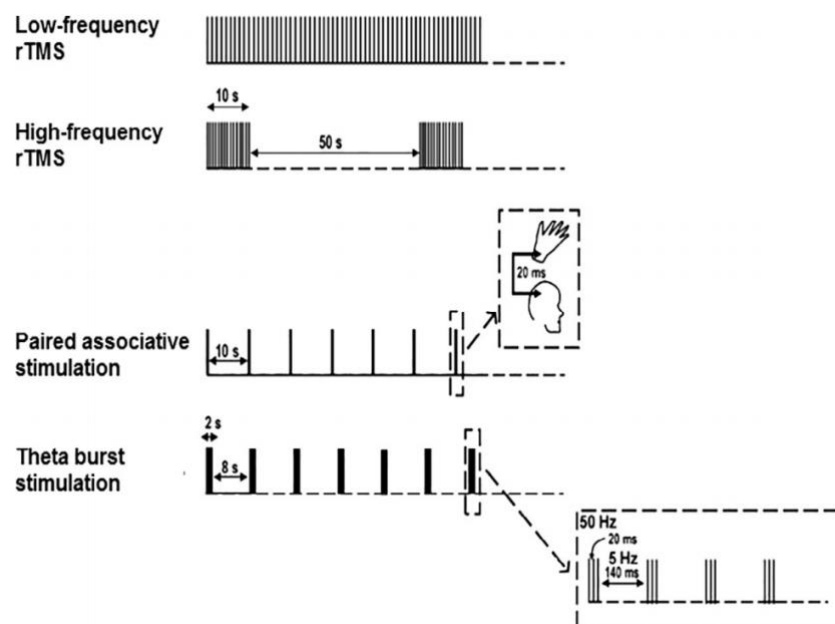 Low-frequency
rTMS
10 s
High-frequency
rTMS
50 s
20 ms
Paired associative
stimulation
10 s
2 s
Theta burst
stimulation
8 s
50 Hz
20 ms
5 Hz
140 ms